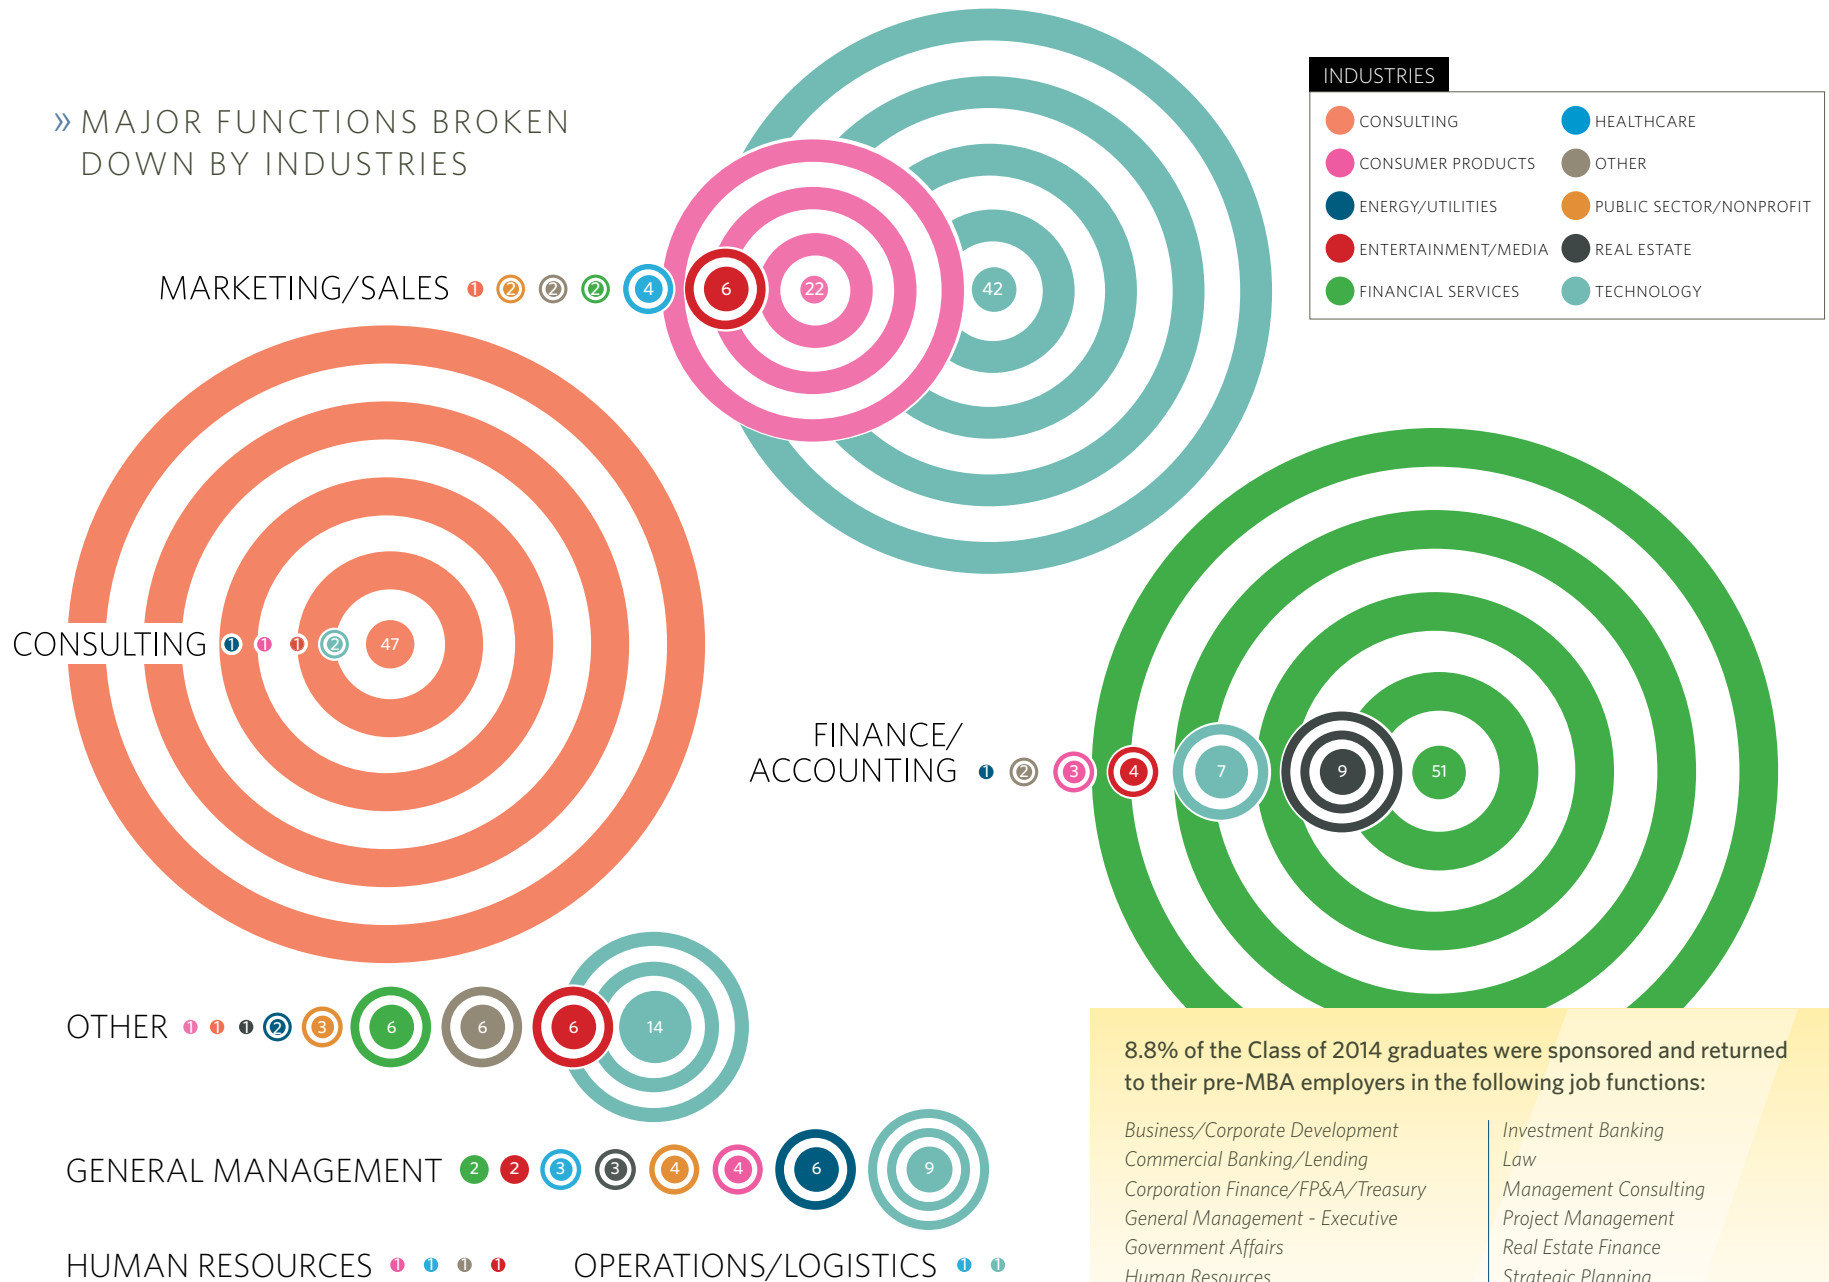 » MAJOR FUNCTIONS BROKEN
DOWN BY INDUSTRIES
INDUSTRIES
CONSULTING
CONSUMER PRODUCTS
ENERGY/UTILITIES
ENTERTAINMENT/MEDIA
FINANCIAL SERVICES
HEALTHCARE
OTHER
PUBLIC SECTOR/NONPROFIT
REAL ESTATE
TECHNOLOGY
MARKETING/SALES 1 2 2 2 4 6 22 42
CONSULTING 1 1 1 2 47
FINANCE/
ACCOUNTING 1 2 3 4 7 9 51
OTHER 1 1 1 2 3 6 6 6 14
GENERAL MANAGEMENT 2 2 3 3 4 4 6 9
HUMAN RESOURCES 1 1 1 1
OPERATIONS/LOGISTICS 1 1
8.8% of the Class of 2014 graduates were sponsored and returned
to their pre-MBA employers in the following job functions:
Business/Corporate Development
Commercial Banking/Lending
Corporation Finance/FP&A/Treasury
General Management - Executive
Government Affairs
Human Resources
Investment Banking
Law
Management Consulting
Project Management
Real Estate Finance
Strategic Planning